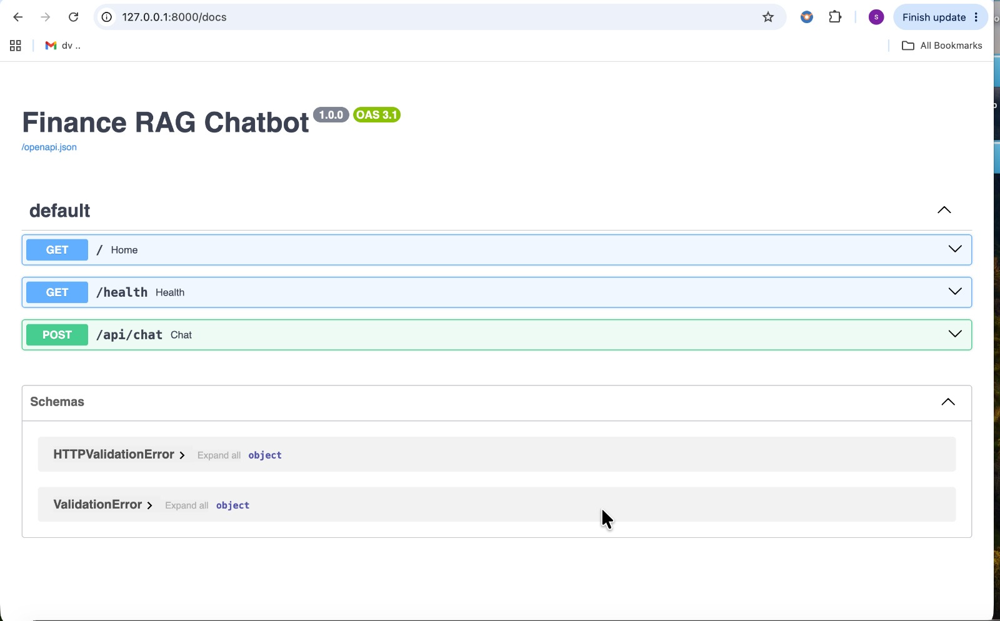 127.0.0.1:8000/docs
s
Finish update
dv ..
All Bookmarks
Finance RAG Chatbot 1.0.0 OAS 3.1
/openapi.json
default
GET / Home
GET /health Health
POST /api/chat Chat
Schemas
HTTPValidationError Expand all object
ValidationError Expand all object